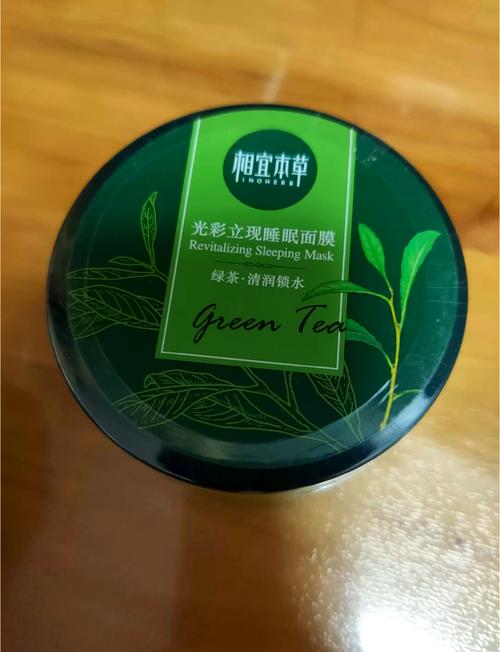 相宜本草
INOHERB
光彩立现睡眠面膜
Revitalizing Sleeping Mask
绿茶·清润锁水
Green Tea